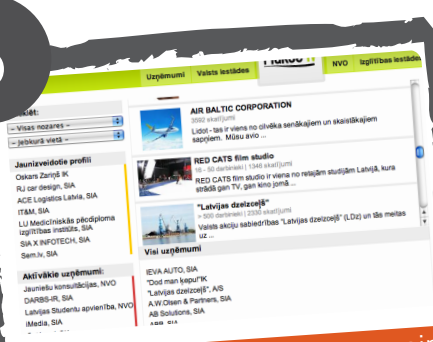 Uzņēmumi
Valsts iestādes
NVO
Izglītības iestādes
– Visas nozares –
– Jebkurā vietā –
Jaunizveidotie profili
Oskars Zariņš IK
RJ car design, SIA
ACE Logistics Latvia, SIA
IT&M, SIA
LU Medicīniskās pēcdiploma
izglītības institūts, SIA
SIA X INFOTECH, SIA
Sem.lv, SIA
Aktīvākie uzņēmumi:
Jauniešu konsultācijas, NVO
DARBS-IR, SIA
Latvijas Studentu apvienība, NVO
iMedia, SIA
AIR BALTIC CORPORATION
3692 skatījumi
Lidot - tas ir viens no cilvēka senākajiem un skaistākajiem
sapņiem. Mūsu avio ...
RED CATS film studio
16 - 50 darbinieki | 1346 skatījumi
RED CATS film studio ir viena no retajām studijām Latvijā, kura
strādā gan TV, gan kino jomā ...
"Latvijas dzelzceļš"
> 500 darbinieki | 2330 skatījumi
Valsts akciju sabiedrības "Latvijas dzelzceļš" (LDz) un tās meitas
uz ...
Visi uzņēmumi
IEVA AUTO, SIA
"Dod man ķepu!"IK
"Latvijas dzelzceļš", A/S
A.W.Olsen & Partners, SIA
AB Solutions, SIA
ABB, SIA